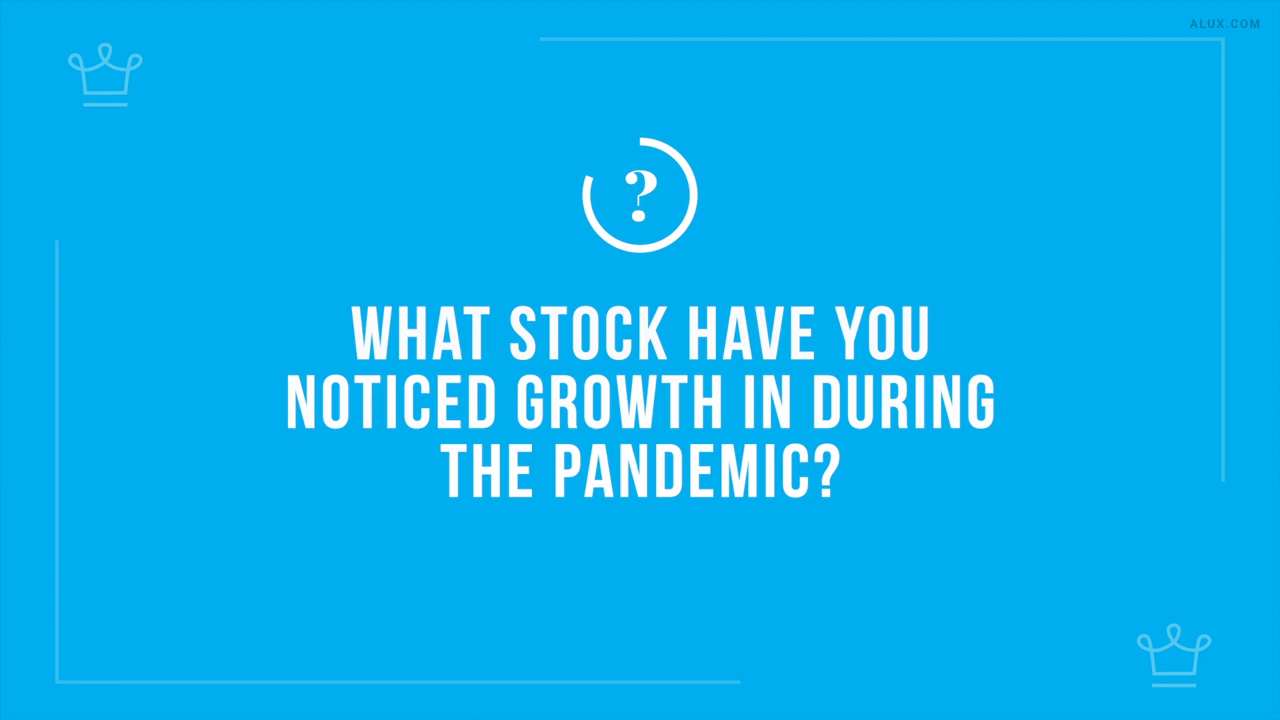 ALUX.COM
?
WHAT STOCK HAVE YOU
NOTICED GROWTH IN DURING
THE PANDEMIC?